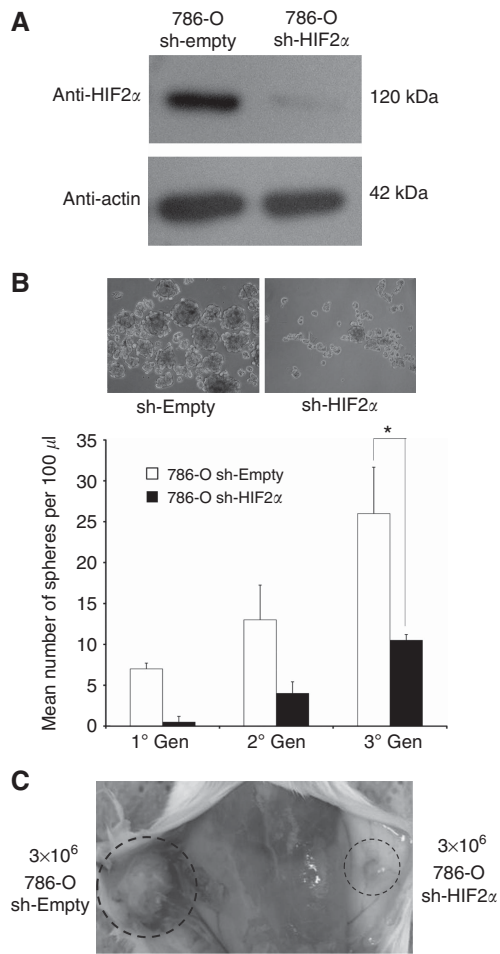 A
786-O
sh-empty
786-O
sh-HIF2α
Anti-HIF2α
120 kDa
Anti-actin
42 kDa
B
sh-Empty
sh-HIF2α
Mean number of spheres per 100 μl
35
30
25
20
15
10
5
0
786-O sh-Empty
786-O sh-HIF2α
*
1° Gen
2° Gen
3° Gen
C
3×10⁶
786-O
sh-Empty
3×10⁶
786-O
sh-HIF2α